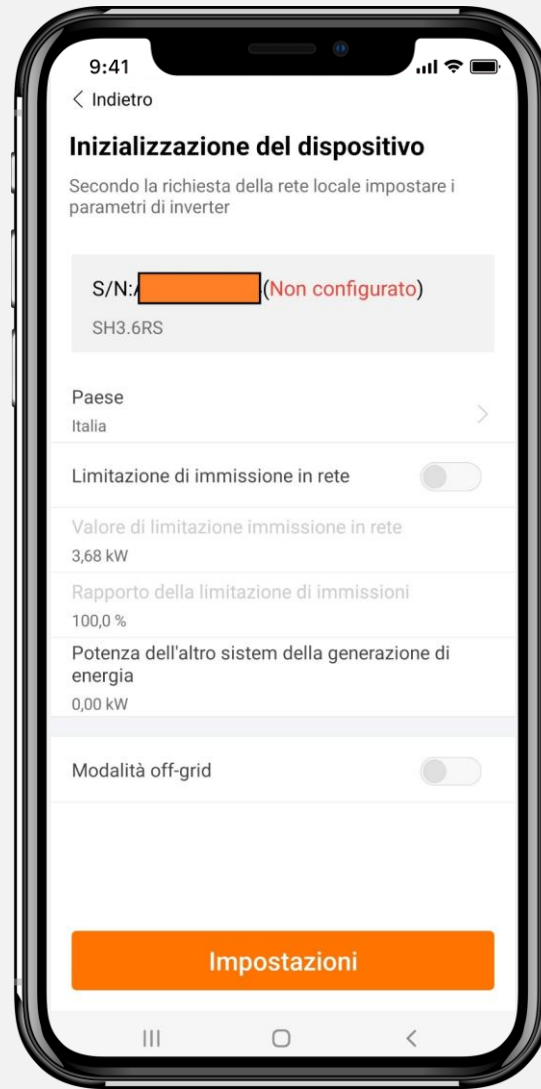 9:41
Indietro
Inizializzazione del dispositivo
Secondo la richiesta della rete locale impostare i
parametri di inverter
S/N: (Non configurato)
SH3.6RS
Paese
Italia
Limitazione di immissione in rete
Valore di limitazione immissione in rete
3,68 kW
Rapporto della limitazione di immissioni
100,0 %
Potenza dell'altro sistem della generazione di
energia
0,00 kW
Modalità off-grid
Impostazioni